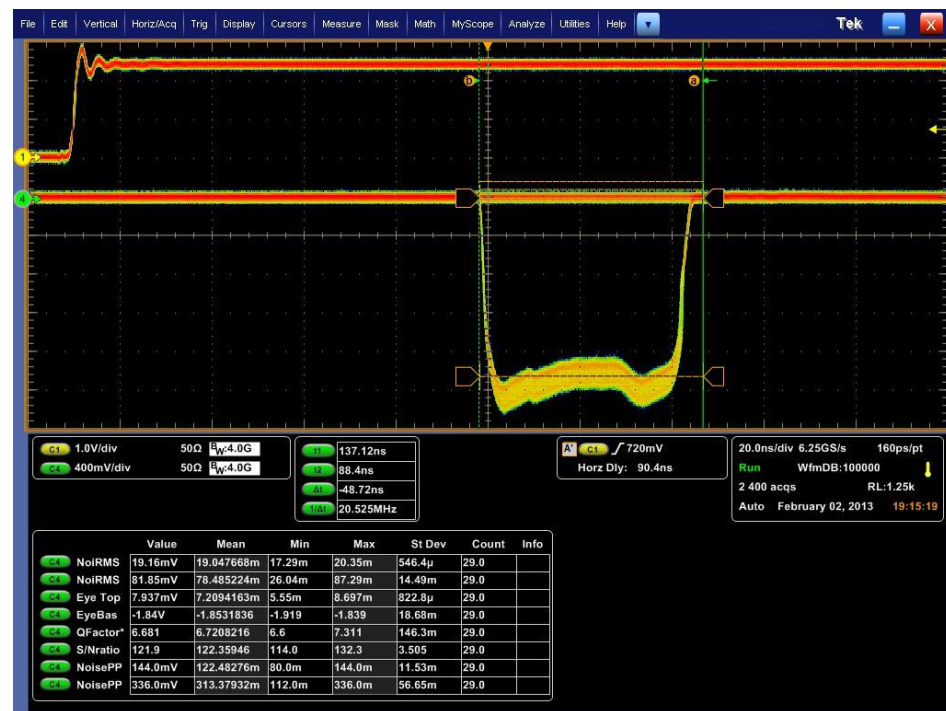 File Edit Vertical Horiz/Acq Trig Display Cursors Measure Mask Math MyScope Analyze Utilities Help Tek X
b a
1
4
C1 1.0V/div 50Ω BW:4.0G
C4 400mV/div 50Ω BW:4.0G
t1 137.12ns
t2 88.4ns
Δt -48.72ns
1/Δt 20.525MHz
A' C1 720mV
Horz Dly: 90.4ns
20.0ns/div 6.25GS/s 160ps/pt
Run WfmDB:100000
2 400 acqs RL:1.25k
Auto February 02, 2013 19:15:19
Value Mean Min Max St Dev Count Info
C4 NoiRMS 19.16mV 19.047668m 17.29m 20.35m 546.4µ 29.0
C4 NoiRMS 81.85mV 78.485224m 26.04m 87.29m 14.49m 29.0
C4 Eye Top 7.937mV 7.2094163m 5.55m 8.697m 822.8µ 29.0
C4 EyeBas -1.84V -1.8531836 -1.919 -1.839 18.68m 29.0
C4 QFactor* 6.681 6.7208216 6.6 7.311 146.3m 29.0
C4 S/Nratio 121.9 122.35946 114.0 132.3 3.505 29.0
C4 NoisePP 144.0mV 122.48276m 80.0m 144.0m 11.53m 29.0
C4 NoisePP 336.0mV 313.37932m 112.0m 336.0m 56.65m 29.0